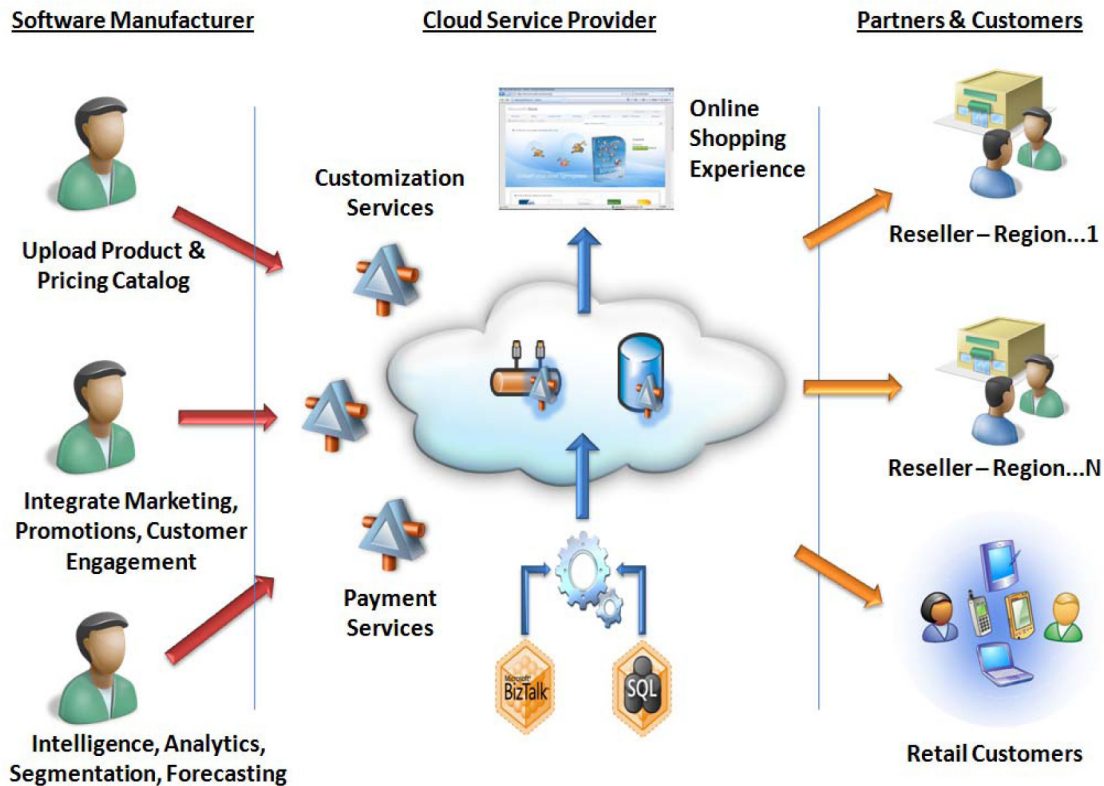 Software Manufacturer
Cloud Service Provider
Partners & Customers
Upload Product &
Pricing Catalog
Integrate Marketing,
Promotions, Customer
Engagement
Intelligence, Analytics,
Segmentation, Forecasting
Customization
Services
Payment
Services
Online
Shopping
Experience
Microsoft
BizTalk
SQL
Reseller – Region...1
Reseller – Region...N
Retail Customers